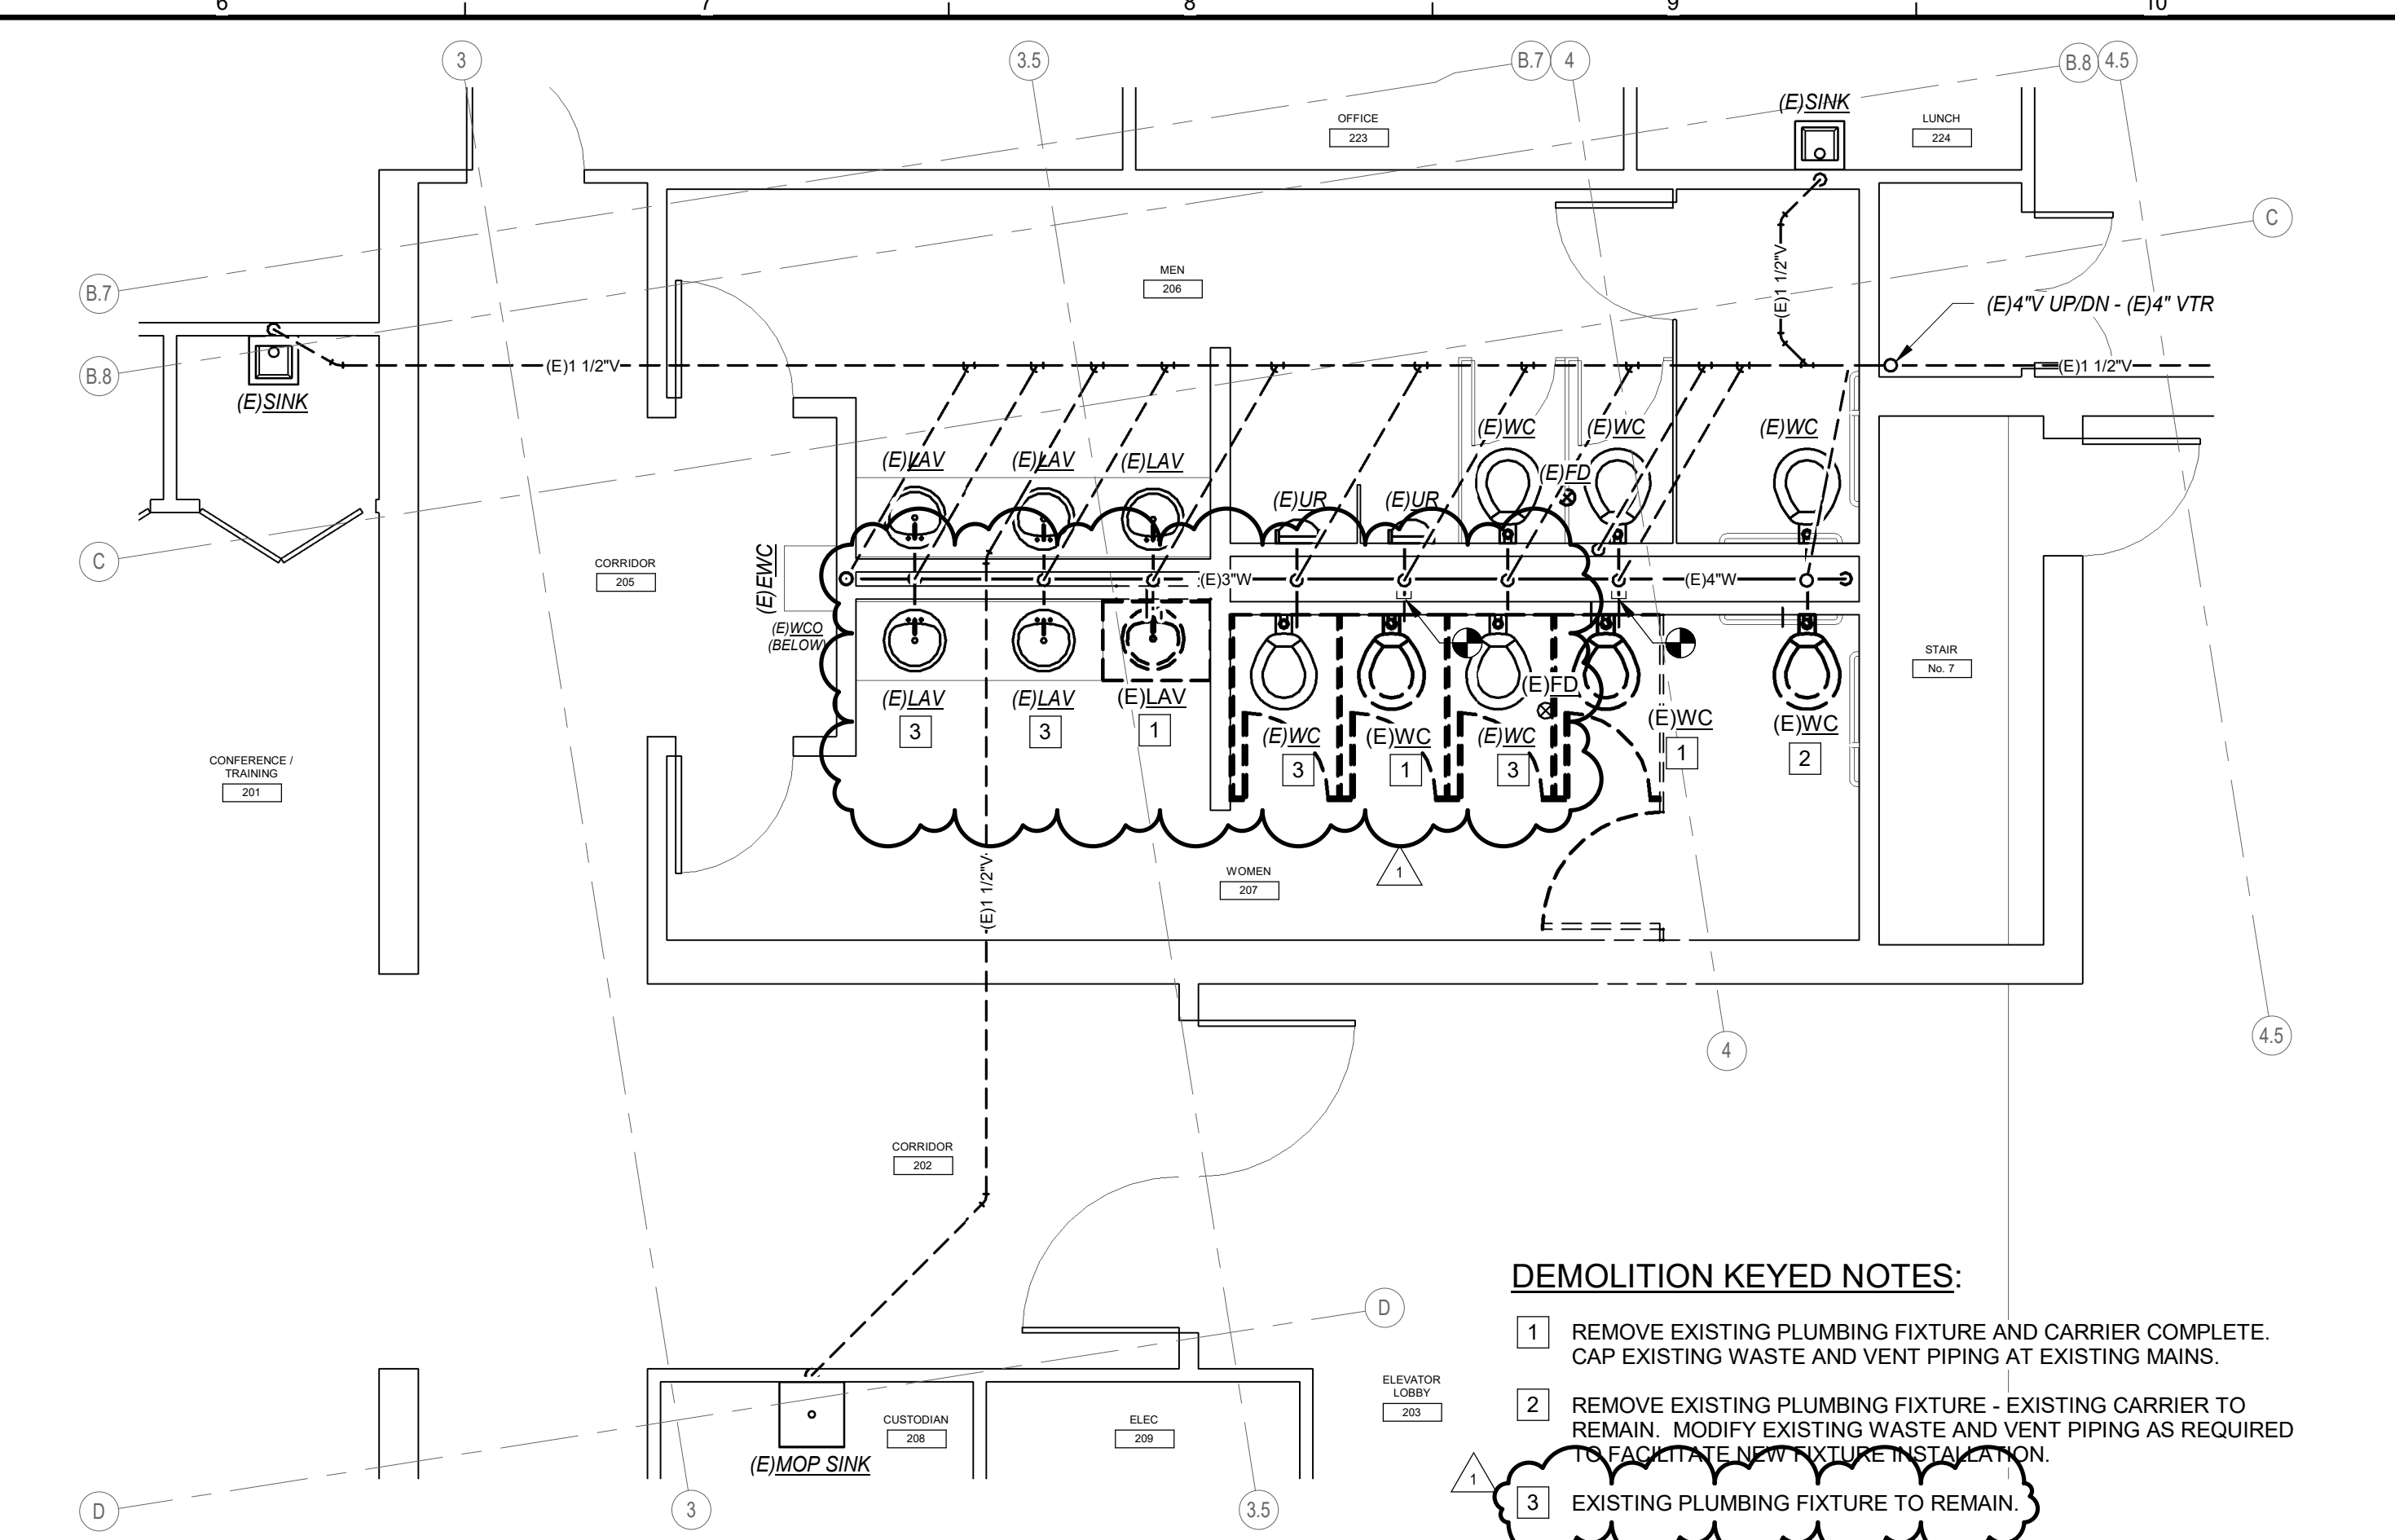 6 7 8 9 10
3 3.5 B.7 4 B.8 4.5
(E)SINK
OFFICE
223
LUNCH
224
C
MEN
206
(E)1 1/2"V
B.7
(E)4"V UP/DN - (E)4" VTR
B.8
(E)1 1/2"V
(E)1 1/2"V
(E)SINK
(E)WC (E)WC (E)WC
(E)LAV (E)LAV (E)LAV
(E)FD
(E)UR (E)UR
C
CORRIDOR
205
(E)EWC
(E)3"W
(E)4"W
(E)WCO
(BELOW)
STAIR
No. 7
(E)FD
(E)LAV (E)LAV (E)LAV
3 3 1
(E)WC (E)WC (E)WC (E)WC (E)WC
3 1 3 1 2
CONFERENCE /
TRAINING
201
(E)1 1/2"V
WOMEN
207
1
4
4.5
CORRIDOR
202
D
DEMOLITION KEYED NOTES:
1 REMOVE EXISTING PLUMBING FIXTURE AND CARRIER COMPLETE.
CAP EXISTING WASTE AND VENT PIPING AT EXISTING MAINS.
2 REMOVE EXISTING PLUMBING FIXTURE - EXISTING CARRIER TO
REMAIN. MODIFY EXISTING WASTE AND VENT PIPING AS REQUIRED
TO FACILITATE NEW FIXTURE INSTALLATION.
1
3 EXISTING PLUMBING FIXTURE TO REMAIN.
ELEVATOR
LOBBY
203
CUSTODIAN
208
ELEC
209
(E)MOP SINK
D
3
3.5